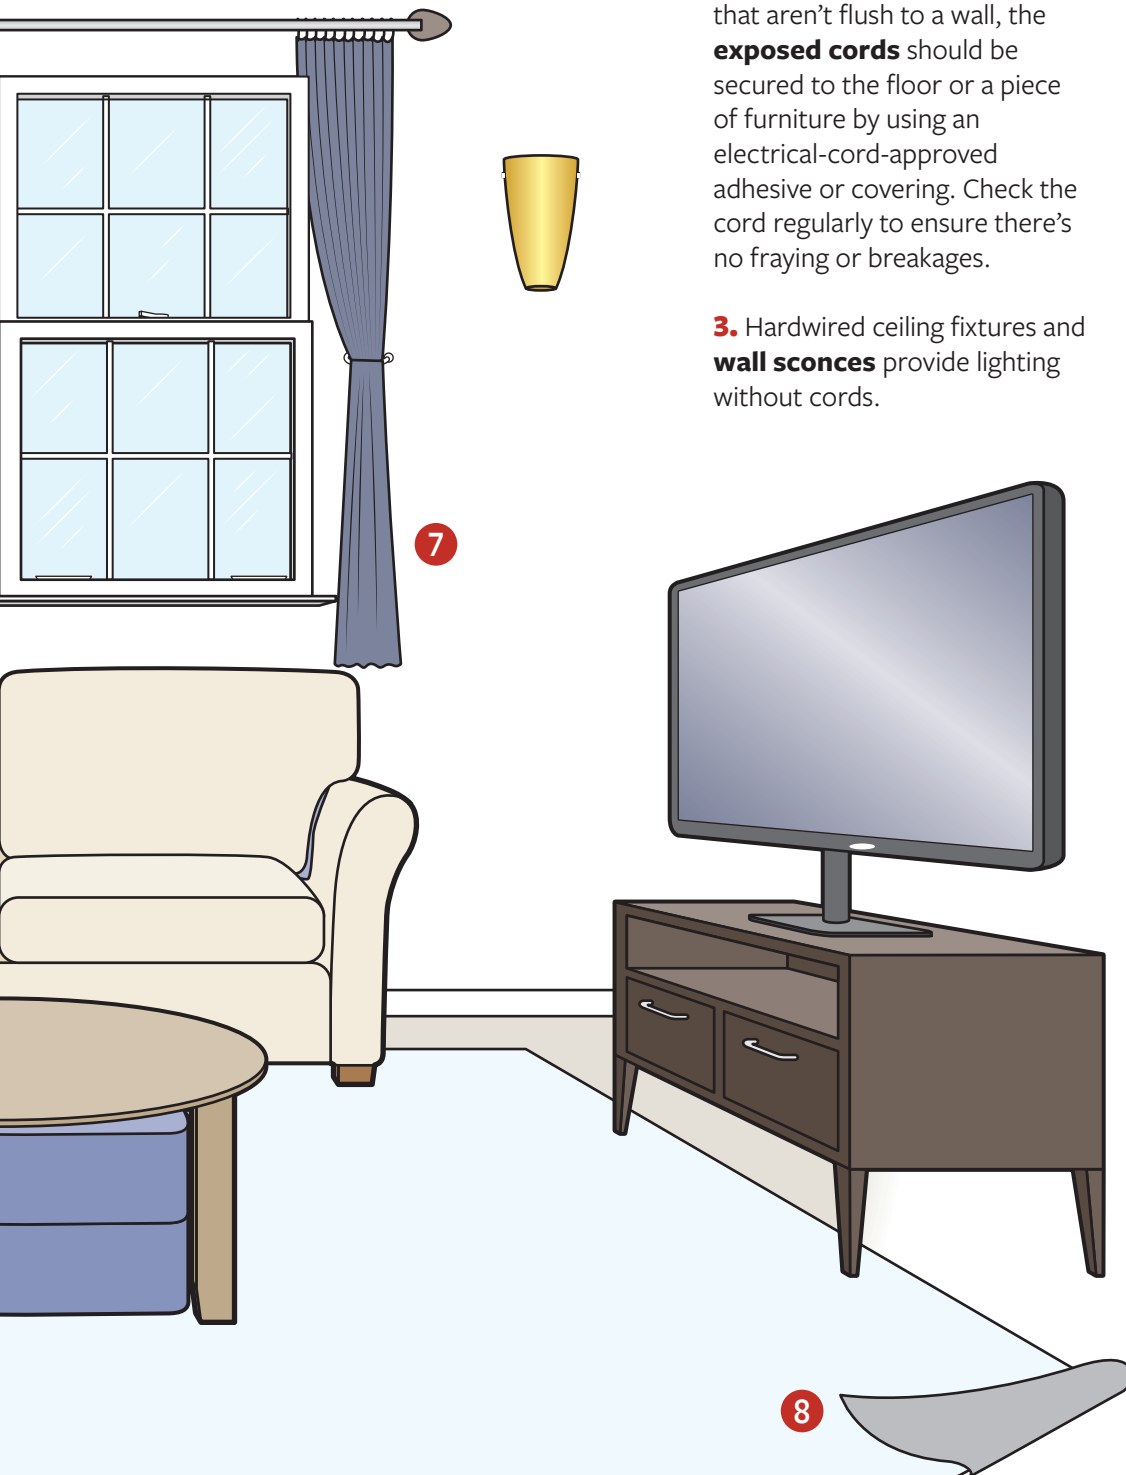 that aren’t flush to a wall, the
exposed cords should be
secured to the floor or a piece
of furniture by using an
electrical-cord-approved
adhesive or covering. Check the
cord regularly to ensure there’s
no fraying or breakages.
3. Hardwired ceiling fixtures and
wall sconces provide lighting
without cords.
7
8